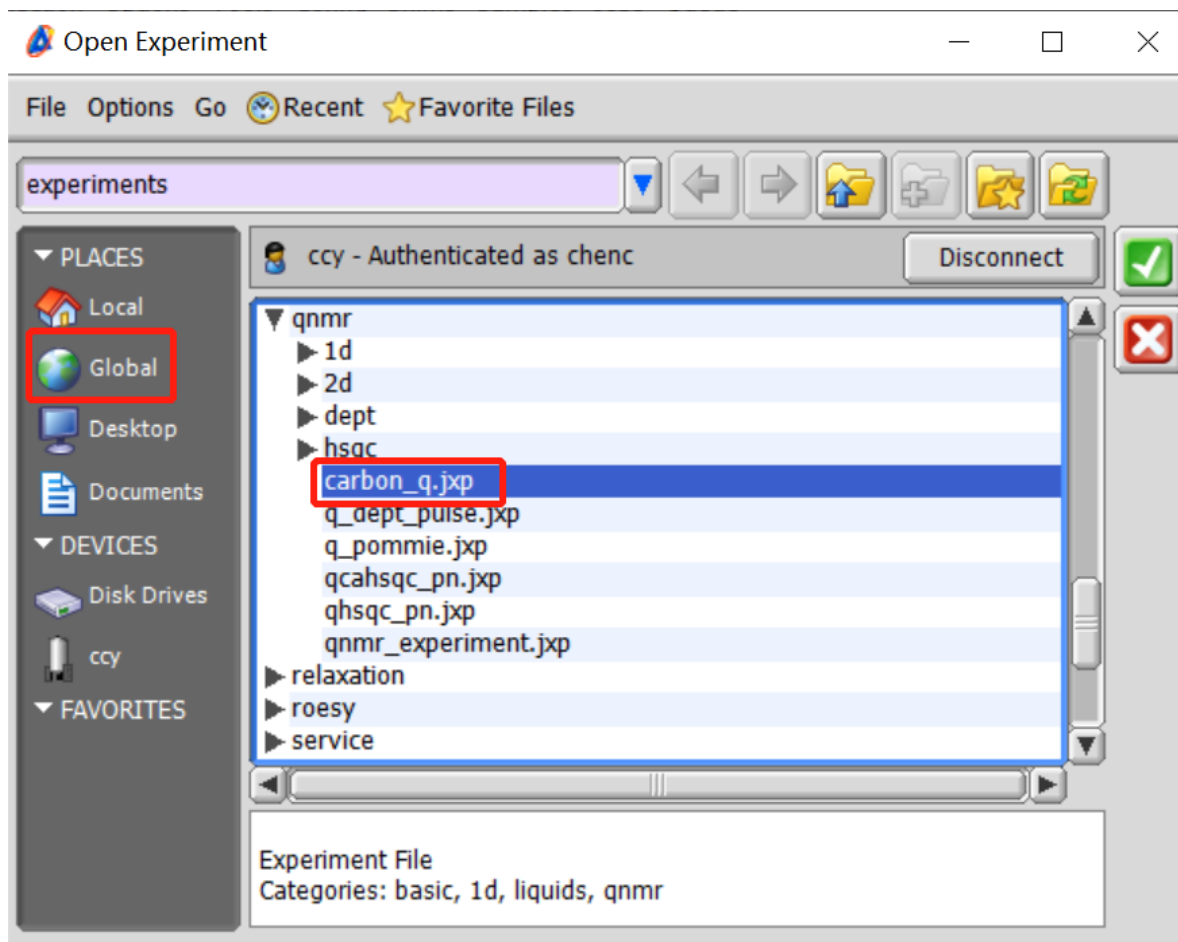 Open Experiment
File Options Go Recent Favorite Files
experiments
PLACES
Local
Global
Desktop
Documents
DEVICES
Disk Drives
ccy
FAVORITES
ccy - Authenticated as chenc
Disconnect
qnmr
1d
2d
dept
hsqc
carbon_q.jxp
q_dept_pulse.jxp
q_pommie.jxp
qcahsqc_pn.jxp
qhsqc_pn.jxp
qnmr_experiment.jxp
relaxation
roesy
service
Experiment File
Categories: basic, 1d, liquids, qnmr